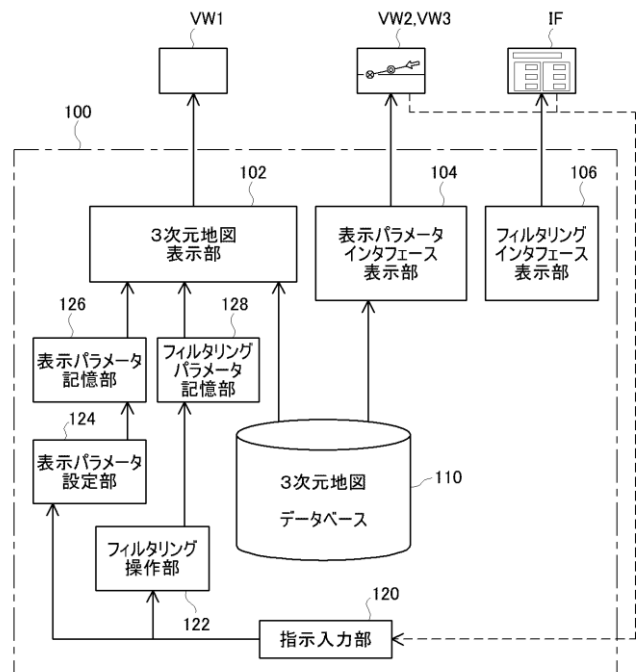 VW1
VW2,VW3
IF
100
102
104
106
3次元地図
表示部
表示パラメータ
インタフェース
表示部
フィルタリング
インタフェース
表示部
126
128
表示パラメータ
記憶部
フィルタリング
パラメータ
記憶部
124
表示パラメータ
設定部
3次元地図
データベース
110
フィルタリング
操作部
122
120
指示入力部